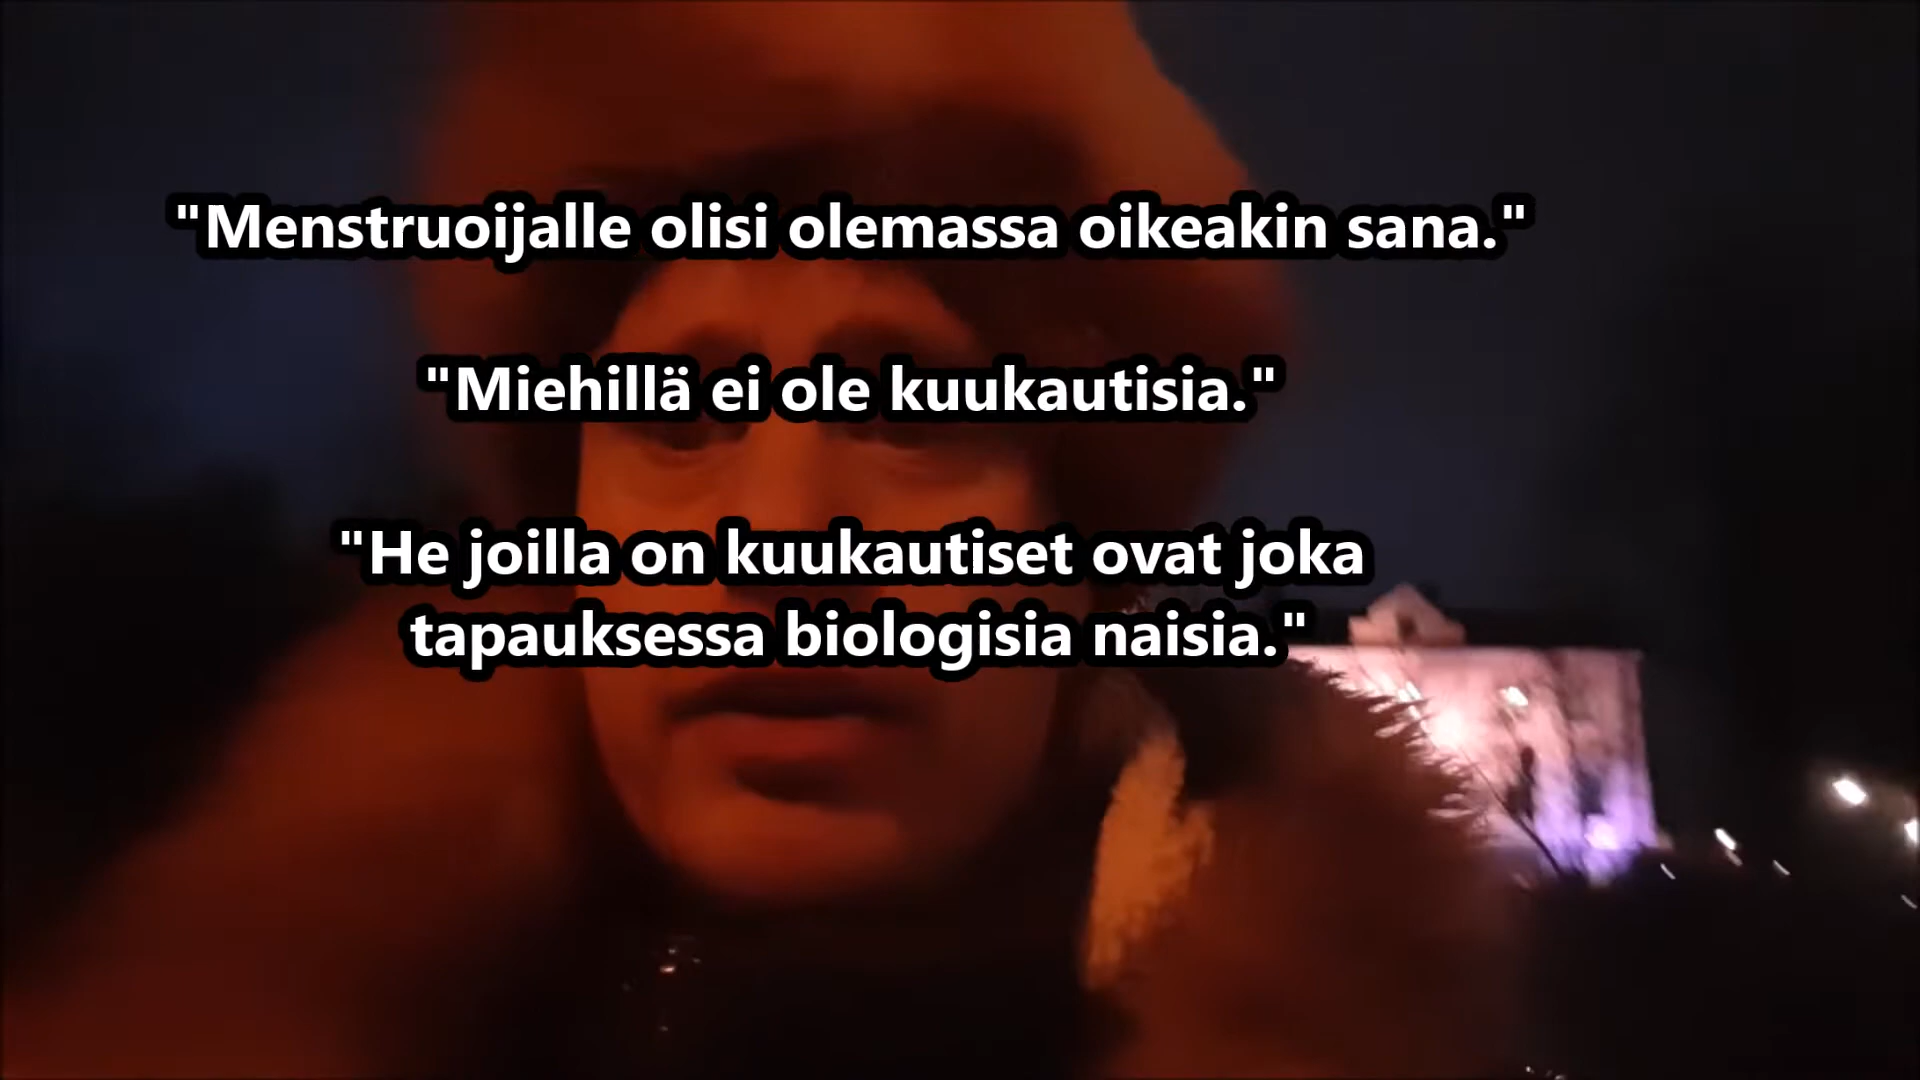 "Menstruoijalle olisi olemassa oikeakin sana."
"Miehillä ei ole kuukautisia."
"He joilla on kuukautiset ovat joka
tapauksessa biologisia naisia."